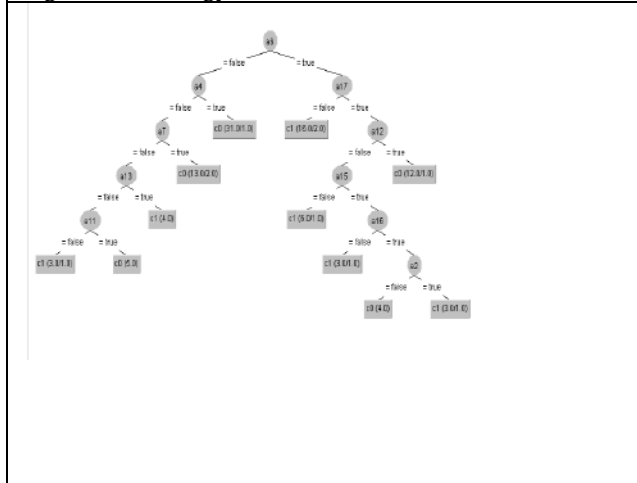 = false = true
a4 a17
= false = true = false = true
a7 c0 (31.0/1.0) c1 (16.0/2.0) a12
= false = true = false = true
a13 c0 (13.0/2.0) a15 c0 (12.0/1.0)
= false = true = false = true
a11 c1 (4.0) c1 (6.0/1.0) a16
= false = true = false = true
c1 (3.0/1.0) c0 (5.0) c1 (3.0/1.0)
= false = true
c0 (4.0) c1 (3.0/1.0)